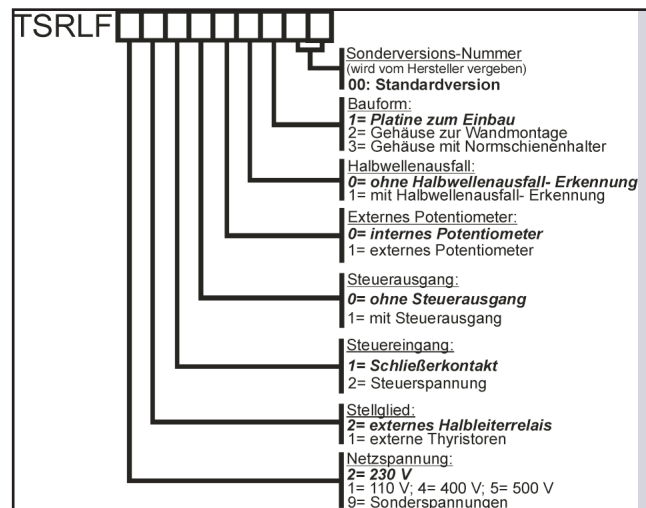 TSRLF
Sonderversions-Nummer
(wird vom Hersteller vergeben)
00: Standardversion
Bauform:
1= Platine zum Einbau
2= Gehäuse zur Wandmontage
3= Gehäuse mit Normschienenhalter
Halbwellenausfall:
0= ohne Halbwellenausfall- Erkennung
1= mit Halbwellenausfall- Erkennung
Externes Potentiometer:
0= internes Potentiometer
1= externes Potentiometer
Steuerausgang:
0= ohne Steuerausgang
1= mit Steuerausgang
Steuereingang:
1= Schließerkontakt
2= Steuerspannung
Stellglied:
2= externes Halbleiterrelais
1= externe Thyristoren
Netzspannung:
2= 230 V
1= 110 V; 4= 400 V; 5= 500 V
9= Sonderspannungen